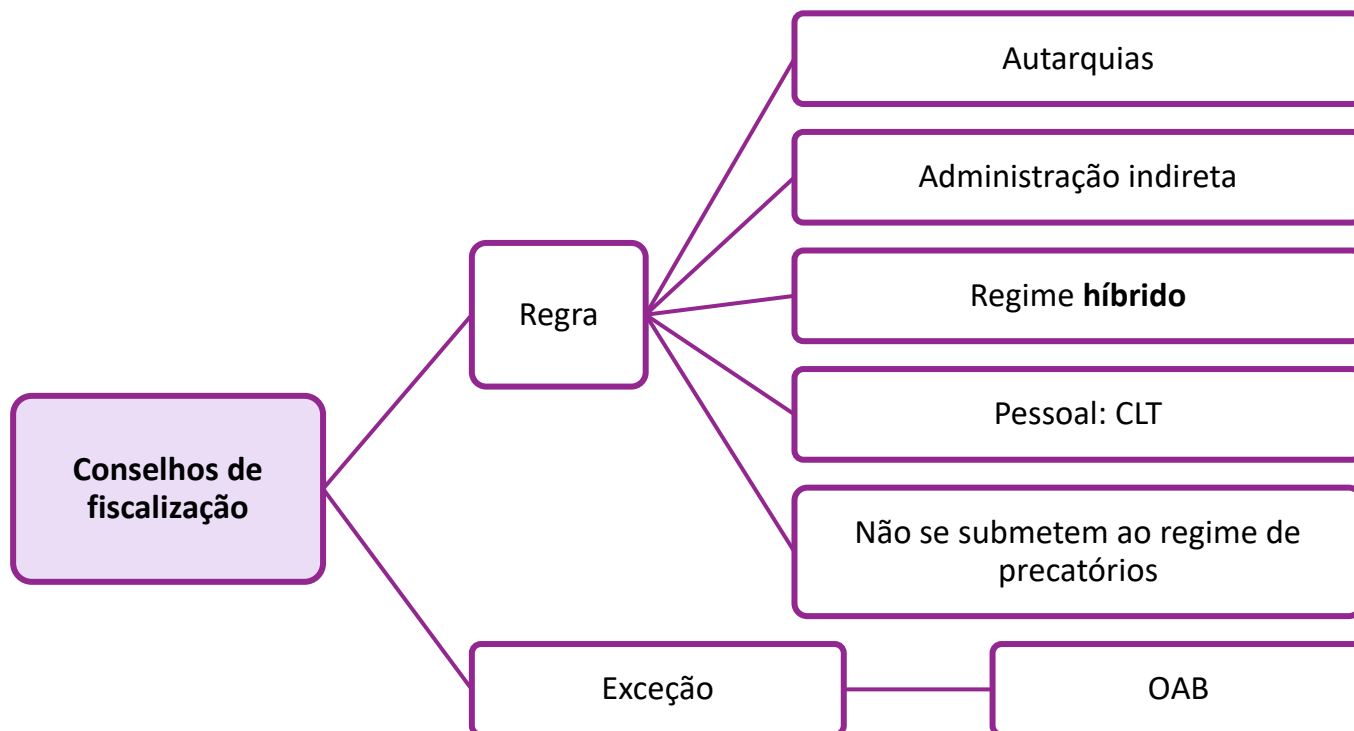 Autarquias
Administração indireta
Regra
Regime híbrido
Pessoal: CLT
Conselhos de
fiscalização
Não se submetem ao regime de
precatórios
Exceção
OAB